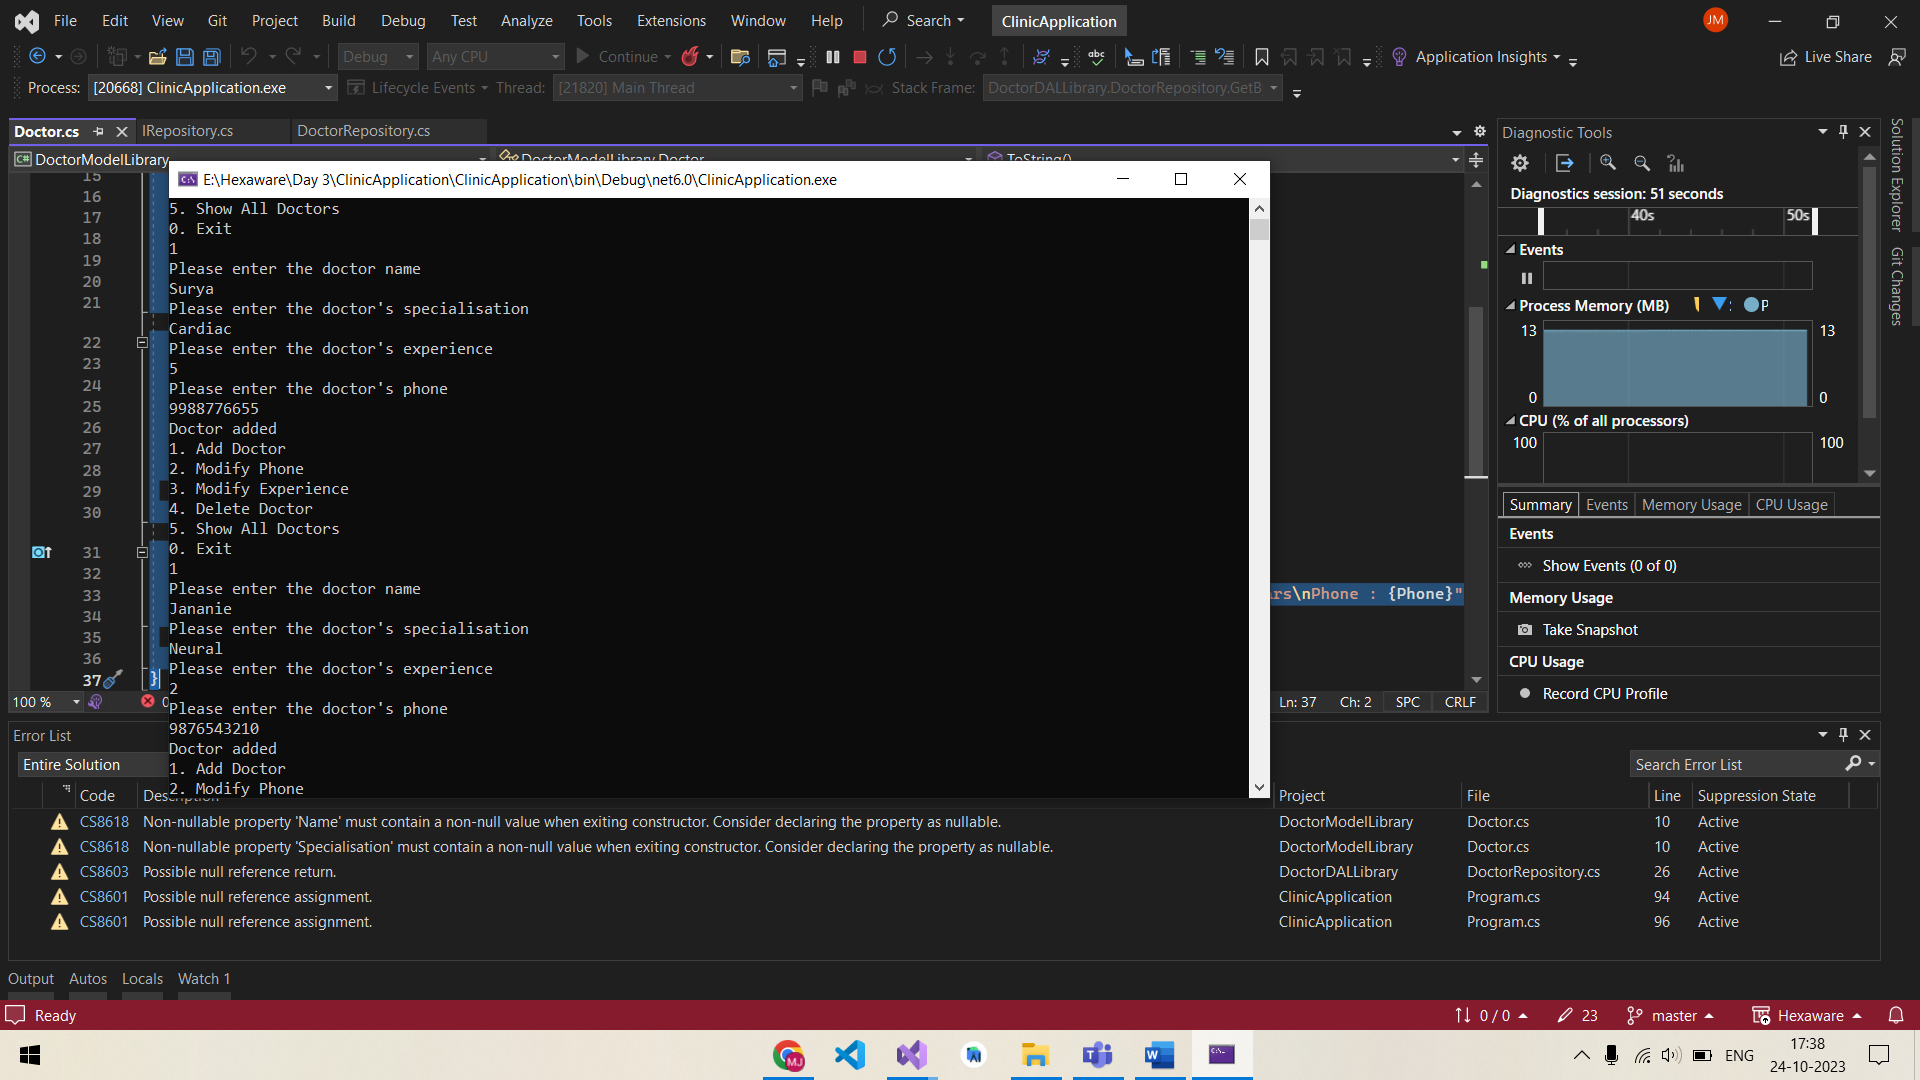 File Edit View Git Project Build Debug Test Analyze Tools Extensions Window Help Search ClinicApplication JM
Debug Any CPU Continue Application Insights Live Share
Process: [20668] ClinicApplication.exe Lifecycle Events Thread: [21820] Main Thread Stack Frame: DoctorDALLibrary.DoctorRepository.GetB
Doctor.cs IRepository.cs DoctorRepository.cs
DoctorModelLibrary DoctorModelLibrary.Doctor ToString()
E:\Hexaware\Day 3\ClinicApplication\ClinicApplication\bin\Debug\net6.0\ClinicApplication.exe
15
16
17
18
19
20
21
22
23
24
25
26
27
28
29
30
31
32
33
34
35
36
37 }
5. Show All Doctors
0. Exit
1
Please enter the doctor name
Surya
Please enter the doctor's specialisation
Cardiac
Please enter the doctor's experience
5
Please enter the doctor's phone
9988776655
Doctor added
1. Add Doctor
2. Modify Phone
3. Modify Experience
4. Delete Doctor
5. Show All Doctors
0. Exit
1
Please enter the doctor name
Jananie
Please enter the doctor's specialisation
Neural
Please enter the doctor's experience
2
Please enter the doctor's phone
9876543210
Doctor added
1. Add Doctor
2. Modify Phone
rs\nPhone : {Phone}"
100 % 0 Ln: 37 Ch: 2 SPC CRLF
Diagnostic Tools
Diagnostics session: 51 seconds
40s 50s
Events
Process Memory (MB) P
13 13
0 0
CPU (% of all processors)
100 100
Summary Events Memory Usage CPU Usage
Events
Show Events (0 of 0)
Memory Usage
Take Snapshot
CPU Usage
Record CPU Profile
Solution Explorer
Git Changes
Error List
Entire Solution Search Error List
Code Description Project File Line Suppression State
CS8618 Non-nullable property 'Name' must contain a non-null value when exiting constructor. Consider declaring the property as nullable. DoctorModelLibrary Doctor.cs 10 Active
CS8618 Non-nullable property 'Specialisation' must contain a non-null value when exiting constructor. Consider declaring the property as nullable. DoctorModelLibrary Doctor.cs 10 Active
CS8603 Possible null reference return. DoctorDALLibrary DoctorRepository.cs 26 Active
CS8601 Possible null reference assignment. ClinicApplication Program.cs 94 Active
CS8601 Possible null reference assignment. ClinicApplication Program.cs 96 Active
Output Autos Locals Watch 1
Ready 0 / 0 23 master Hexaware
ENG 17:38
24-10-2023